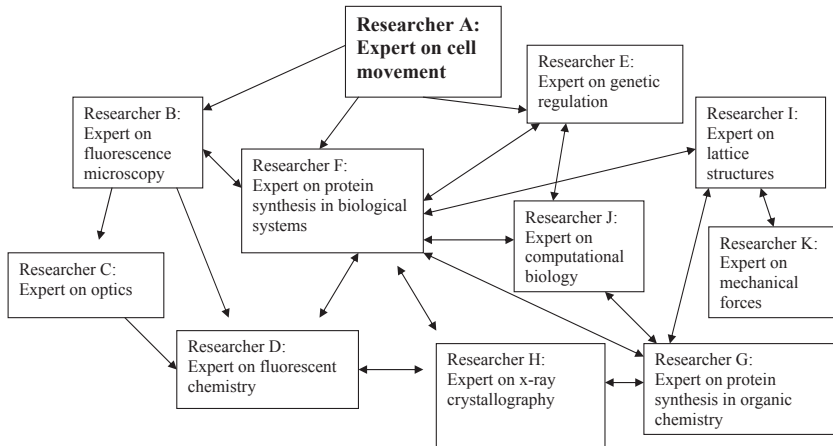 Researcher A:
Expert on cell
movement
Researcher E:
Expert on genetic
regulation
Researcher B:
Expert on
fluorescence
microscopy
Researcher I:
Expert on
lattice
structures
Researcher F:
Expert on protein
synthesis in biological
systems
Researcher J:
Expert on
computational
biology
Researcher K:
Expert on
mechanical
forces
Researcher C:
Expert on optics
Researcher D:
Expert on fluorescent
chemistry
Researcher H:
Expert on x-ray
crystallography
Researcher G:
Expert on protein
synthesis in organic
chemistry